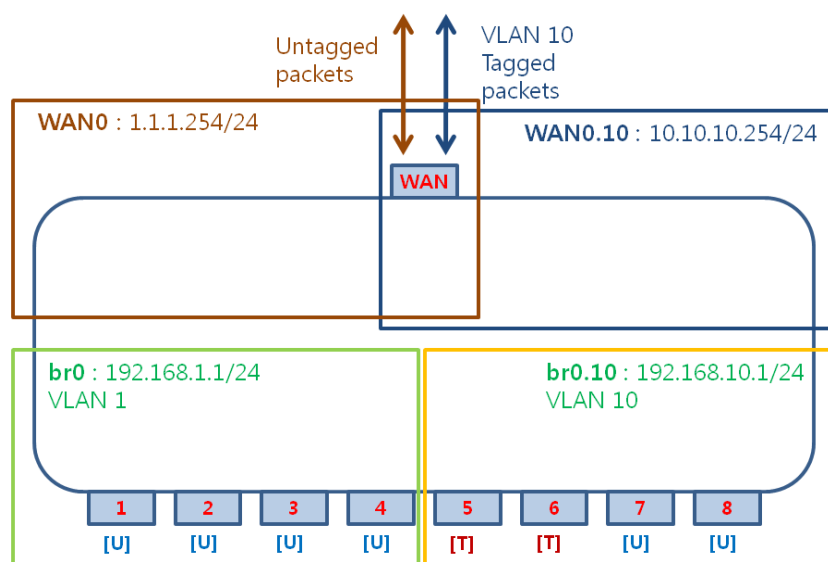 Untagged
packets
VLAN 10
Tagged
packets
WAN0 : 1.1.1.254/24
WAN0.10 : 10.10.10.254/24
WAN
br0 : 192.168.1.1/24
VLAN 1
br0.10 : 192.168.10.1/24
VLAN 10
1 2 3 4 5 6 7 8
[U] [U] [U] [U] [T] [T] [U] [U]